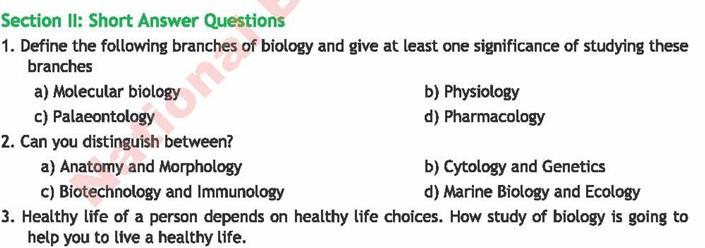 Section II: Short Answer Questions
1. Define the following branches of biology and give at least one significance of studying these
branches
a) Molecular biology b) Physiology
c) Palaeontology d) Pharmacology
2. Can you distinguish between?
a) Anatomy and Morphology b) Cytology and Genetics
c) Biotechnology and Immunology d) Marine Biology and Ecology
3. Healthy life of a person depends on healthy life choices. How study of biology is going to
help you to live a healthy life.
National